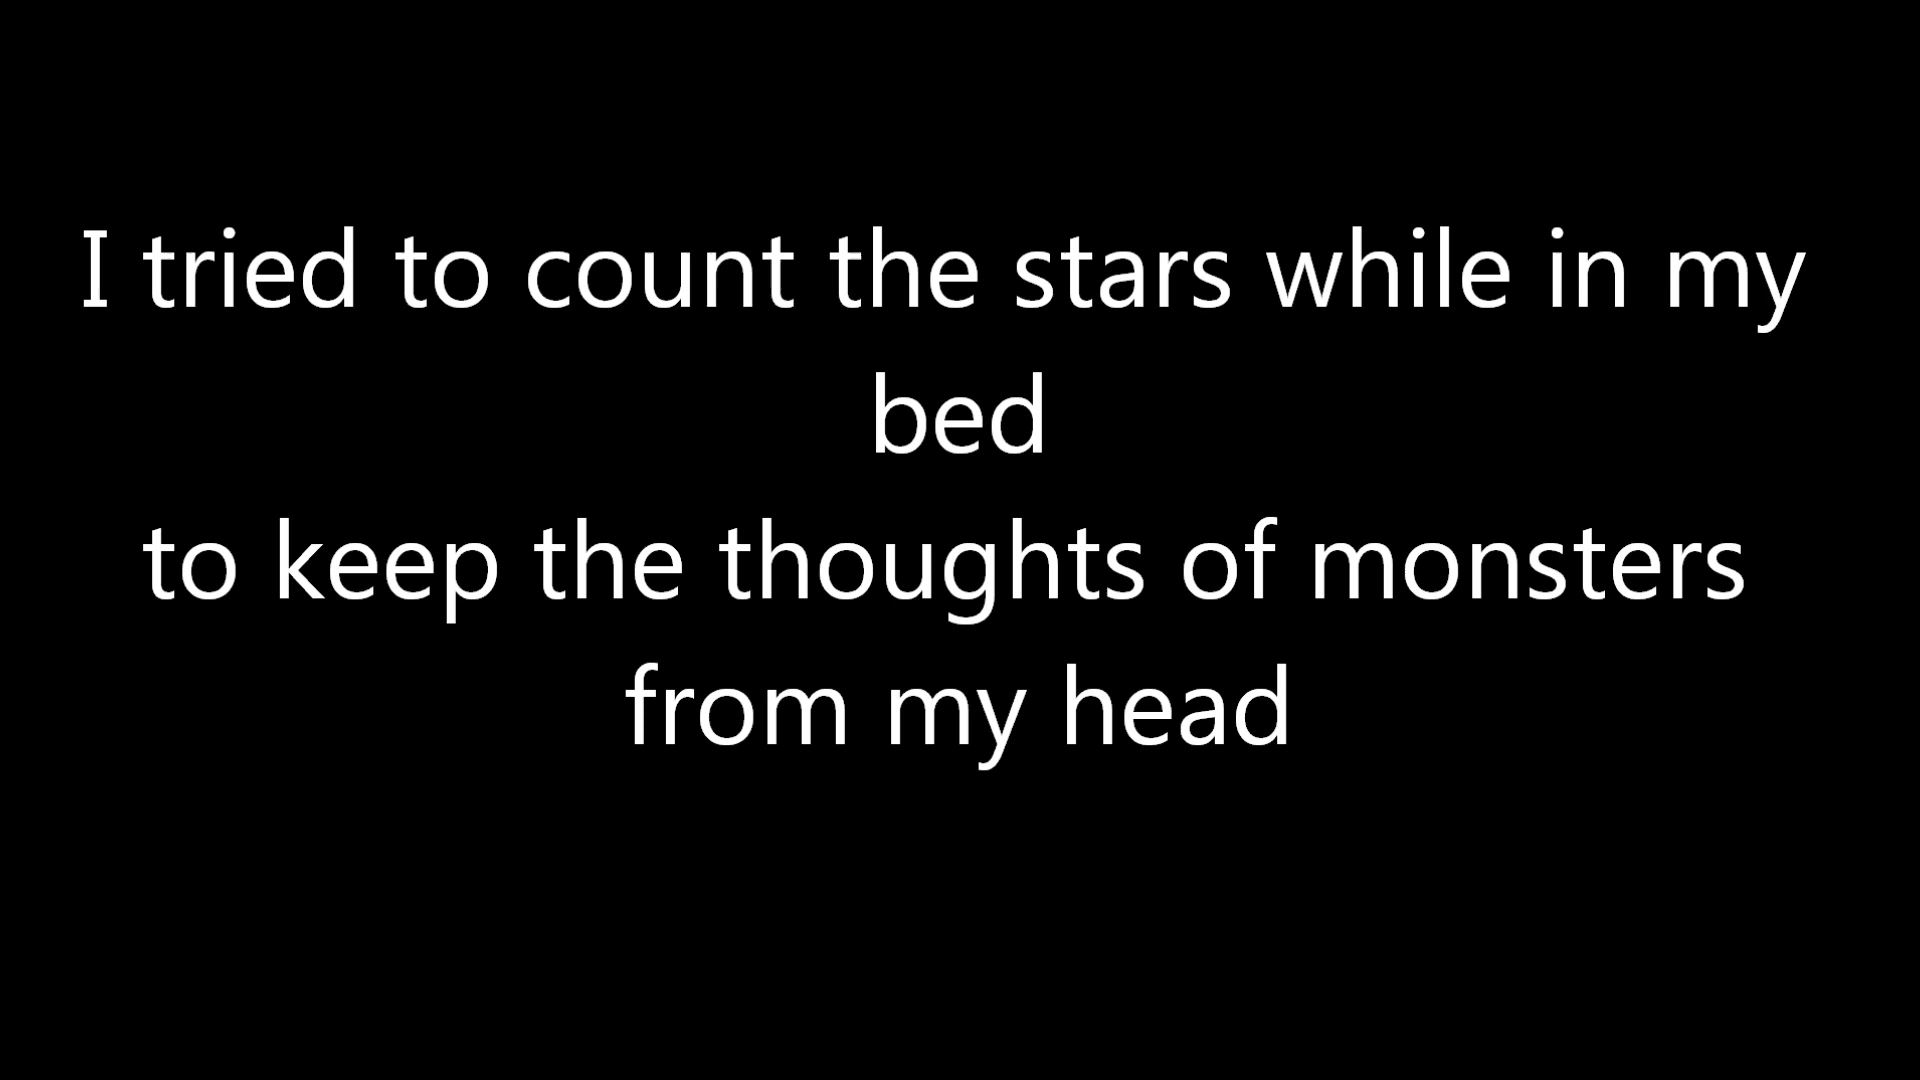 I tried to count the stars while in my
bed
to keep the thoughts of monsters
from my head